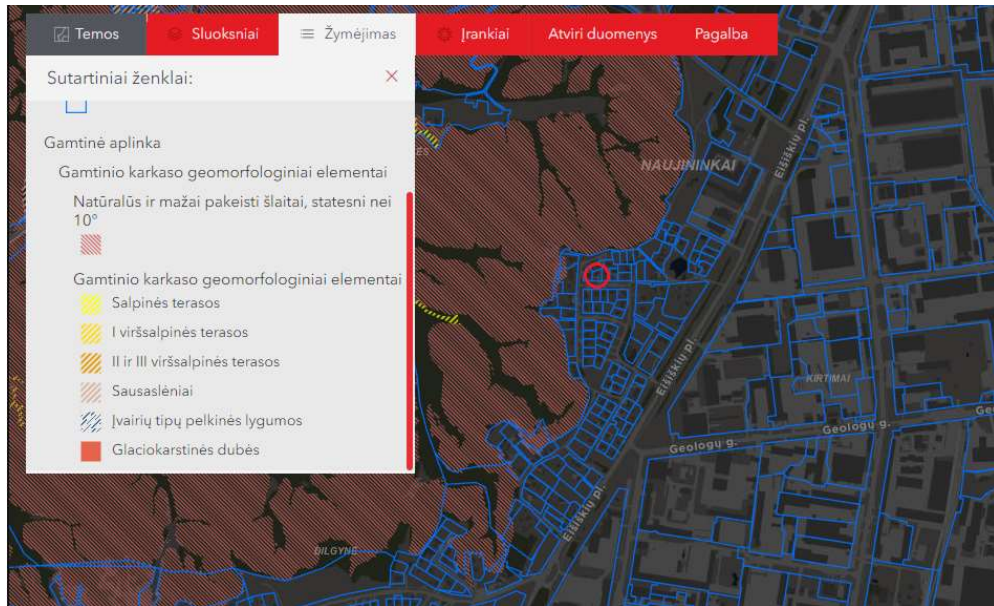 Temos
Sluoksniai
Žymėjimas
Įrankiai
Atviri duomenys
Pagalba
Sutartiniai ženklai:
Gamtinė aplinka
Gamtinio karkaso geomorfologiniai elementai
Natūralūs ir mažai pakeisti šlaitai, statesni nei
10°
Gamtinio karkaso geomorfologiniai elementai
Salpinės terasos
I viršsalpinės terasos
II ir III viršsalpinės terasos
Sausaslėniai
Įvairių tipų pelkinės lygumos
Glaciokarstinės dubės
NAUJININKAI
Eišiškių pl.
Eišiškių pl.
KIRTIMAI
Geologų g.
Geologų g.
Eišiškių pl.
DILGYNĖ